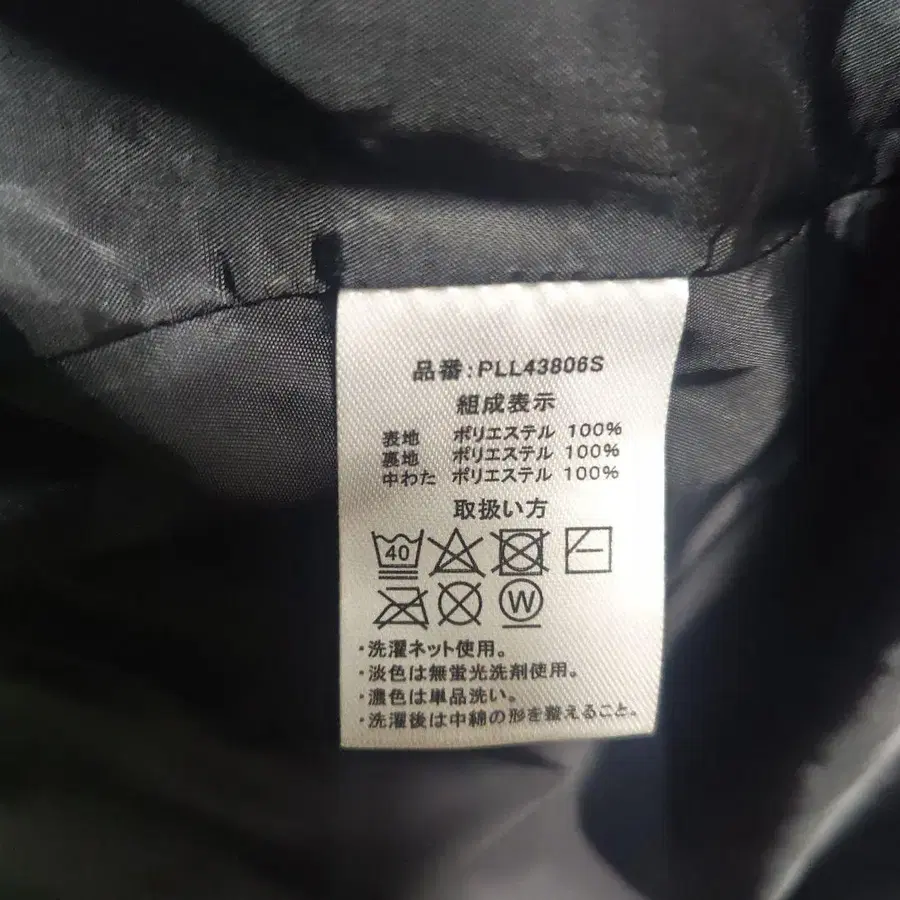 品番:PLL43806S
組成表示
表地 ポリエステル 100%
裏地 ポリエステル 100%
中わた ポリエステル 100%
取扱い方
40
W
・洗濯ネット使用。
・淡色は無蛍光洗剤使用。
・濃色は単品洗い。
・洗濯後は中綿の形を整えること。